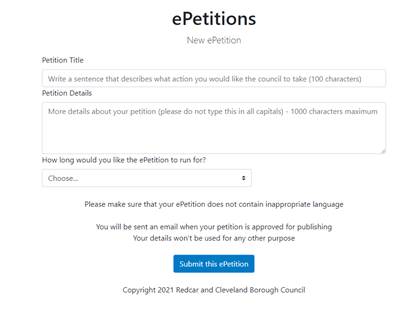 ePetitions
New ePetition
Petition Title
Write a sentence that describes what action you would like the council to take (100 characters)
Petition Details
More details about your petition (please do not type this in all capitals) - 1000 characters maximum
How long would you like the ePetition to run for?
Choose...
Please make sure that your ePetition does not contain inappropriate language
You will be sent an email when your petition is approved for publishing
Your details won't be used for any other purpose
Submit this ePetition
Copyright 2021 Redcar and Cleveland Borough Council